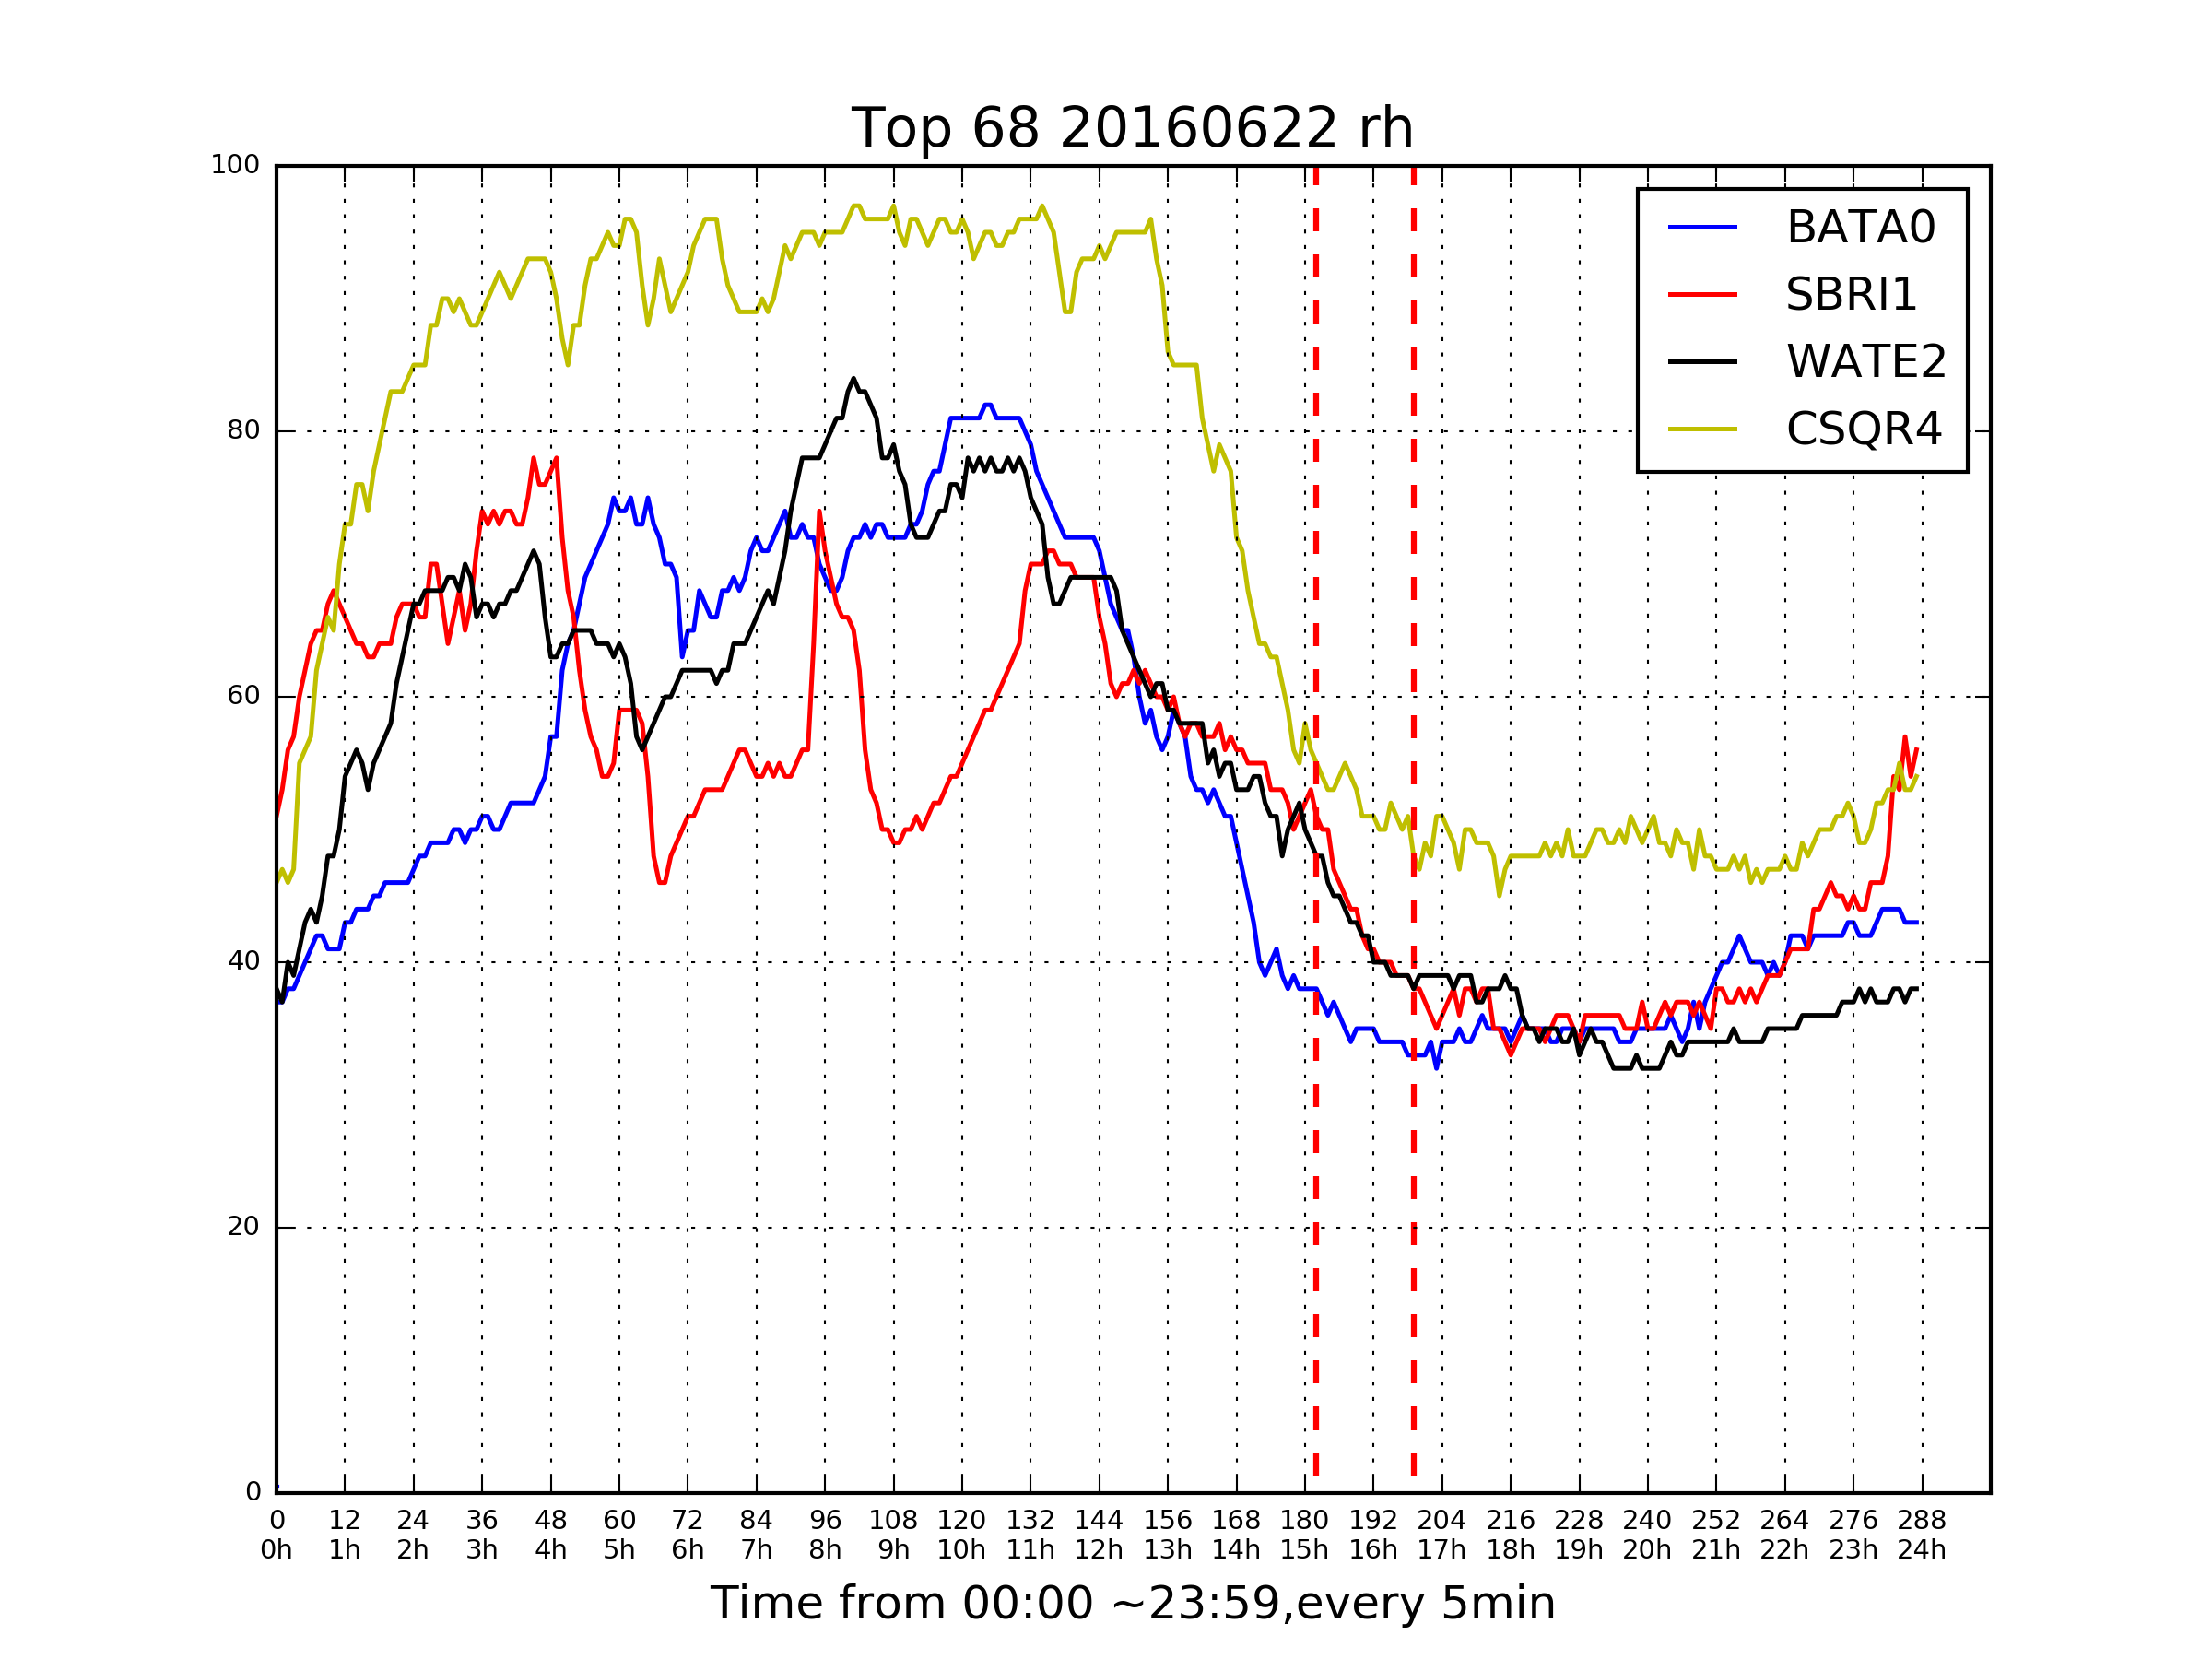 Top 68 20160622 rh
100
80
60
40
20
0
BATA0
SBRI1
WATE2
CSQR4
0 12 24 36 48 60 72 84 96 108 120 132 144 156 168 180 192 204 216 228 240 252 264 276 288
0h 1h 2h 3h 4h 5h 6h 7h 8h 9h 10h 11h 12h 13h 14h 15h 16h 17h 18h 19h 20h 21h 22h 23h 24h
Time from 00:00 ~23:59,every 5min